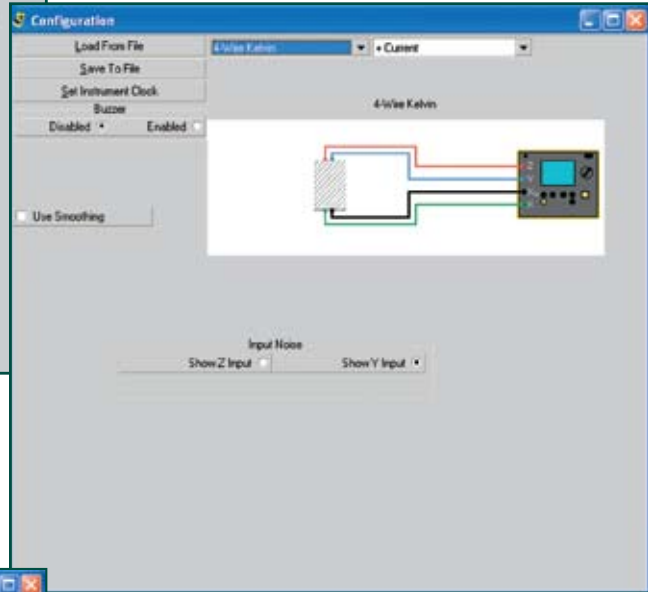 Configuration
Load From File
4-Wire Kelvin
+ Current
Save To File
Set Instrument Clock
Buzzer
4-Wire Kelvin
Disabled
Enabled
Use Smoothing
Input Noise
Show Z Input
Show Y Input